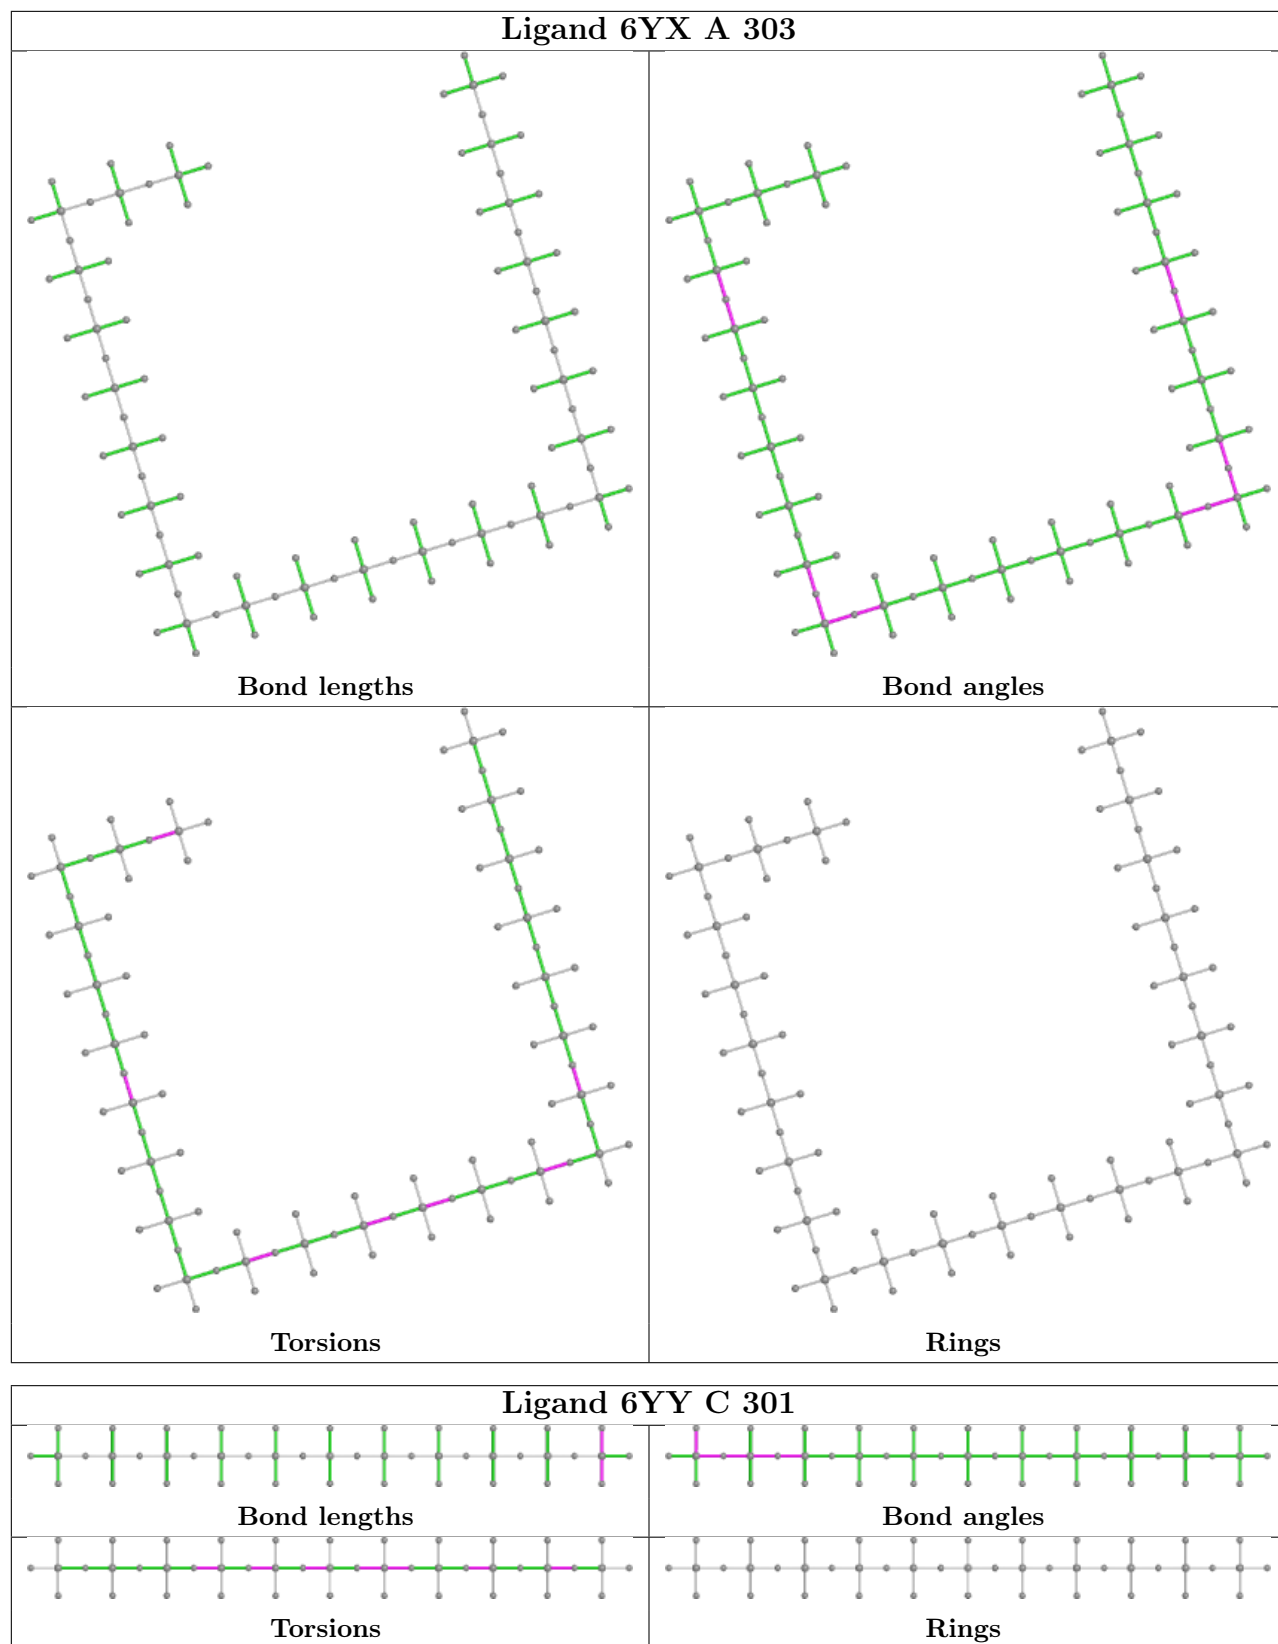 Ligand 6YX A 303
Bond lengths
Bond angles
Torsions
Rings
Ligand 6YY C 301
Bond lengths
Bond angles
Torsions
Rings